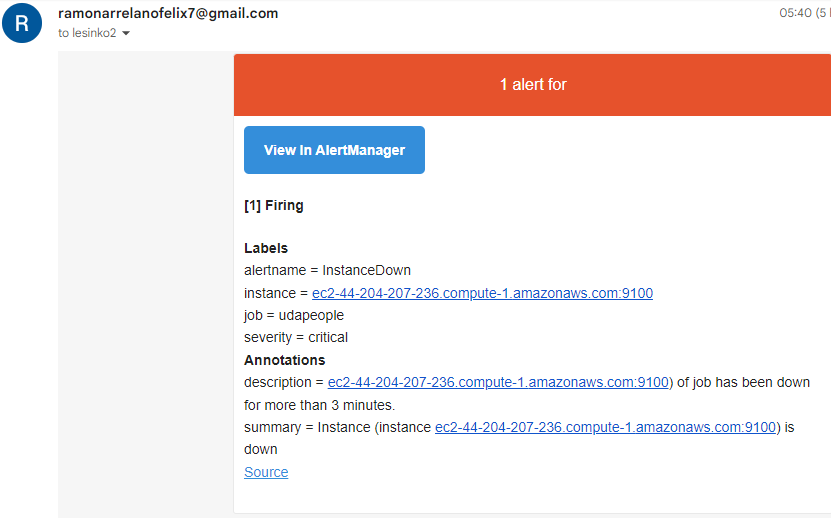 R
ramonarrelanofelix7@gmail.com
05:40 (5
to lesinko2
1 alert for
View In AlertManager
[1] Firing
Labels
alertname = InstanceDown
instance = ec2-44-204-207-236.compute-1.amazonaws.com:9100
job = udapeople
severity = critical
Annotations
description = ec2-44-204-207-236.compute-1.amazonaws.com:9100) of job has been down
for more than 3 minutes.
summary = Instance (instance ec2-44-204-207-236.compute-1.amazonaws.com:9100) is
down
Source